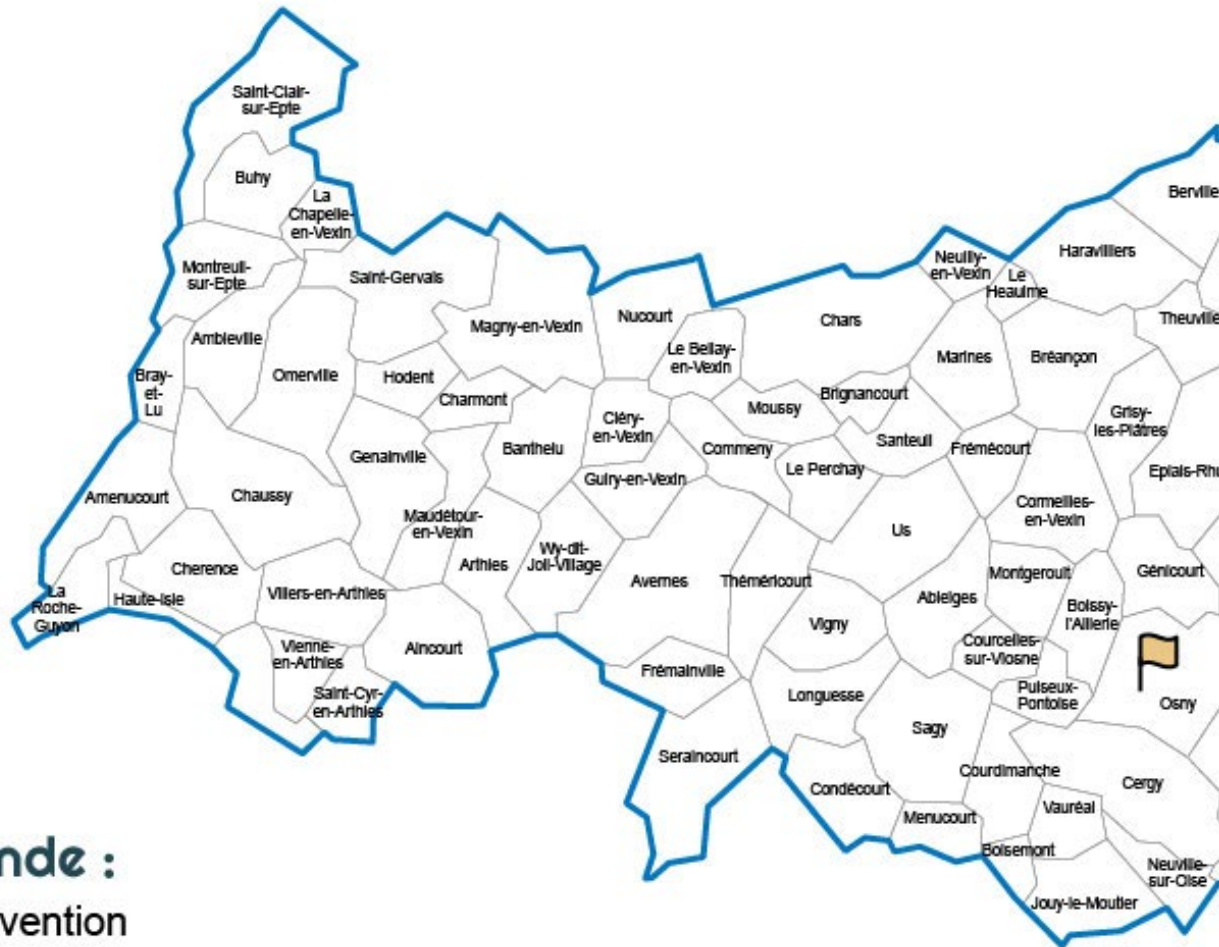 Saint-Clair-
sur-Epte
Buhy
La
Chapelle-
en-Vexin
Berville
Montreuil-
sur-Epte
Saint-Gervais
Neuilly-
en-Vexin
Le
Heaulme
Haravilliers
Ambleville
Magny-en-Vexin
Nucourt
Chars
Theuville
Le Bellay-
en-Vexin
Marines
Bréançon
Bray-
et-
Lu
Omerville
Hodent
Charmont
Moussy
Brignancourt
Grisy-
les-Plâtres
Cléry-
en-Vexin
Genainville
Banthelu
Commeny
Santeuil
Frémécourt
Guiry-en-Vexin
Le Perchay
Epiais-Rhu
Amenucourt
Chaussy
Cormeilles-
en-Vexin
Maudétour-
en-Vexin
Us
Wy-dit-
Joli-Village
Arthies
Cherence
Avernes
Théméricourt
Montgeroult
Génicourt
La
Roche-
Guyon
Haute-Isle
Villers-en-Arthies
Ableiges
Boissy-
l'Aillerie
Vigny
Vienne-
en-Arthies
Aincourt
Courcelles-
sur-Viosne
Frémainville
Saint-Cyr-
en-Arthies
Longuesse
Puiseux-
Pontoise
Osny
Sagy
Seraincourt
Courdimanche
Cergy
Condécourt
Vauréal
Menucourt
Boisemont
Neuville-
sur-Oise
Jouy-le-Moutier
nde :
vention